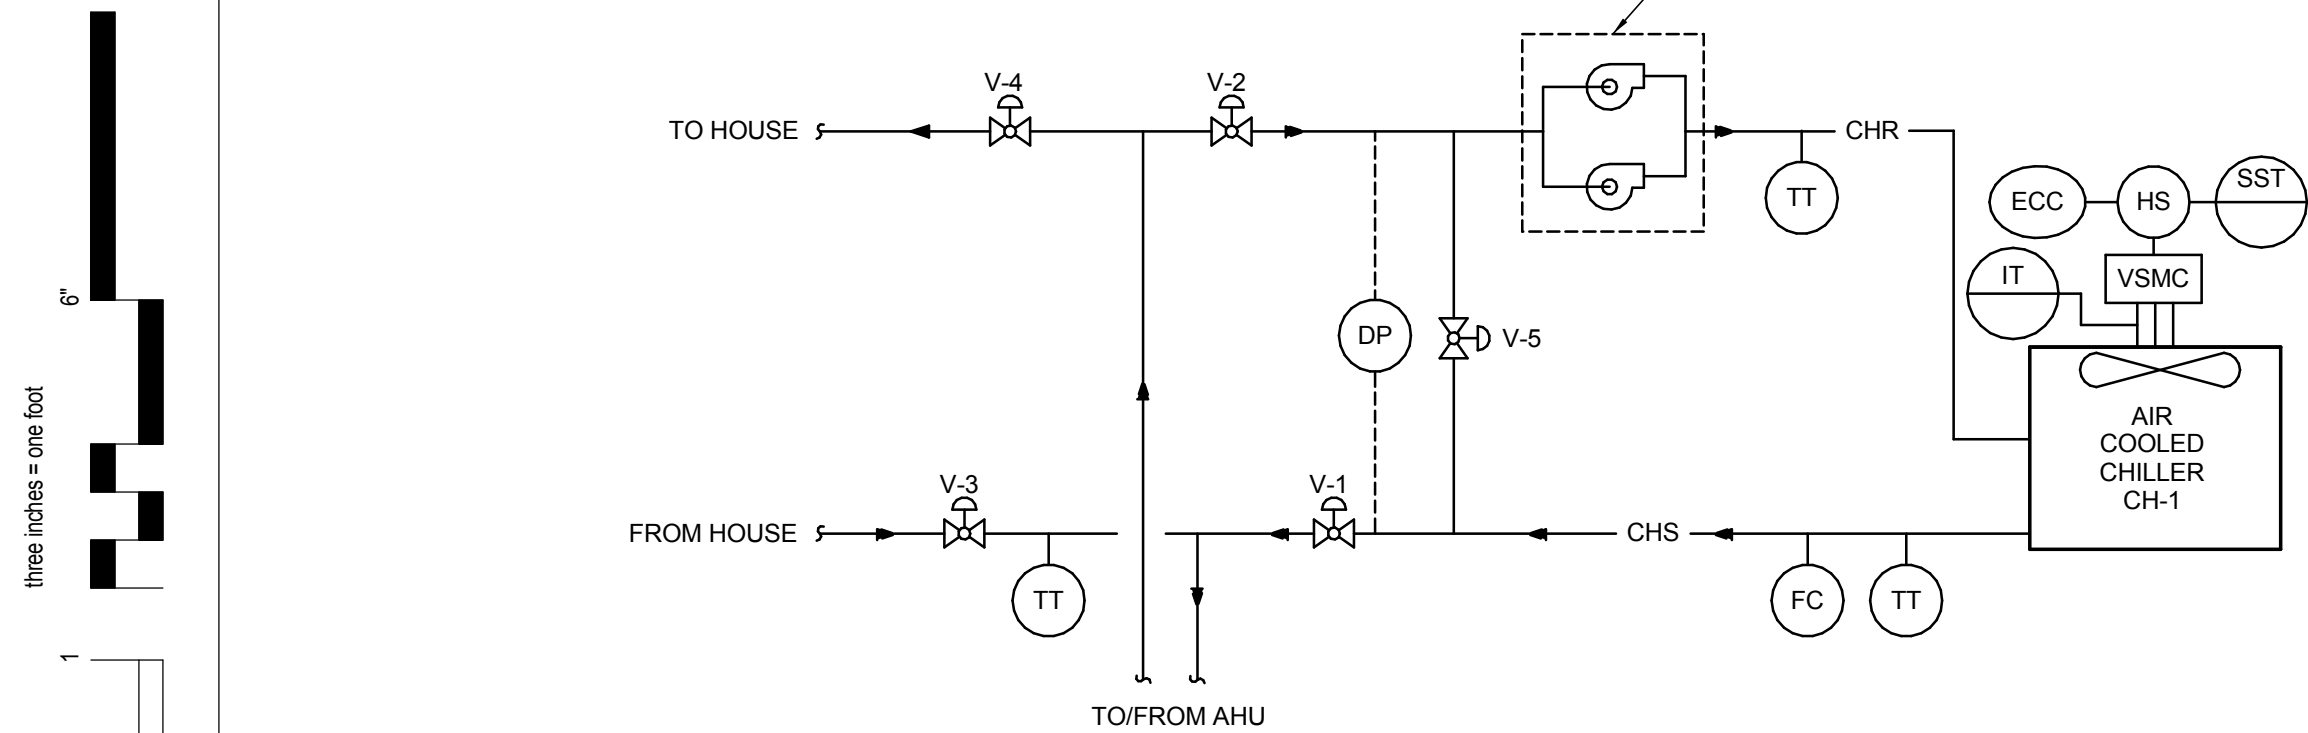 V-4
V-2
TO HOUSE
CHR
TT
ECC
HS
SST
IT
VSMC
6"
DP
V-5
three inches = one foot
AIR
COOLED
CHILLER
CH-1
V-3
V-1
FROM HOUSE
CHS
TT
FC
TT
1
TO/FROM AHU